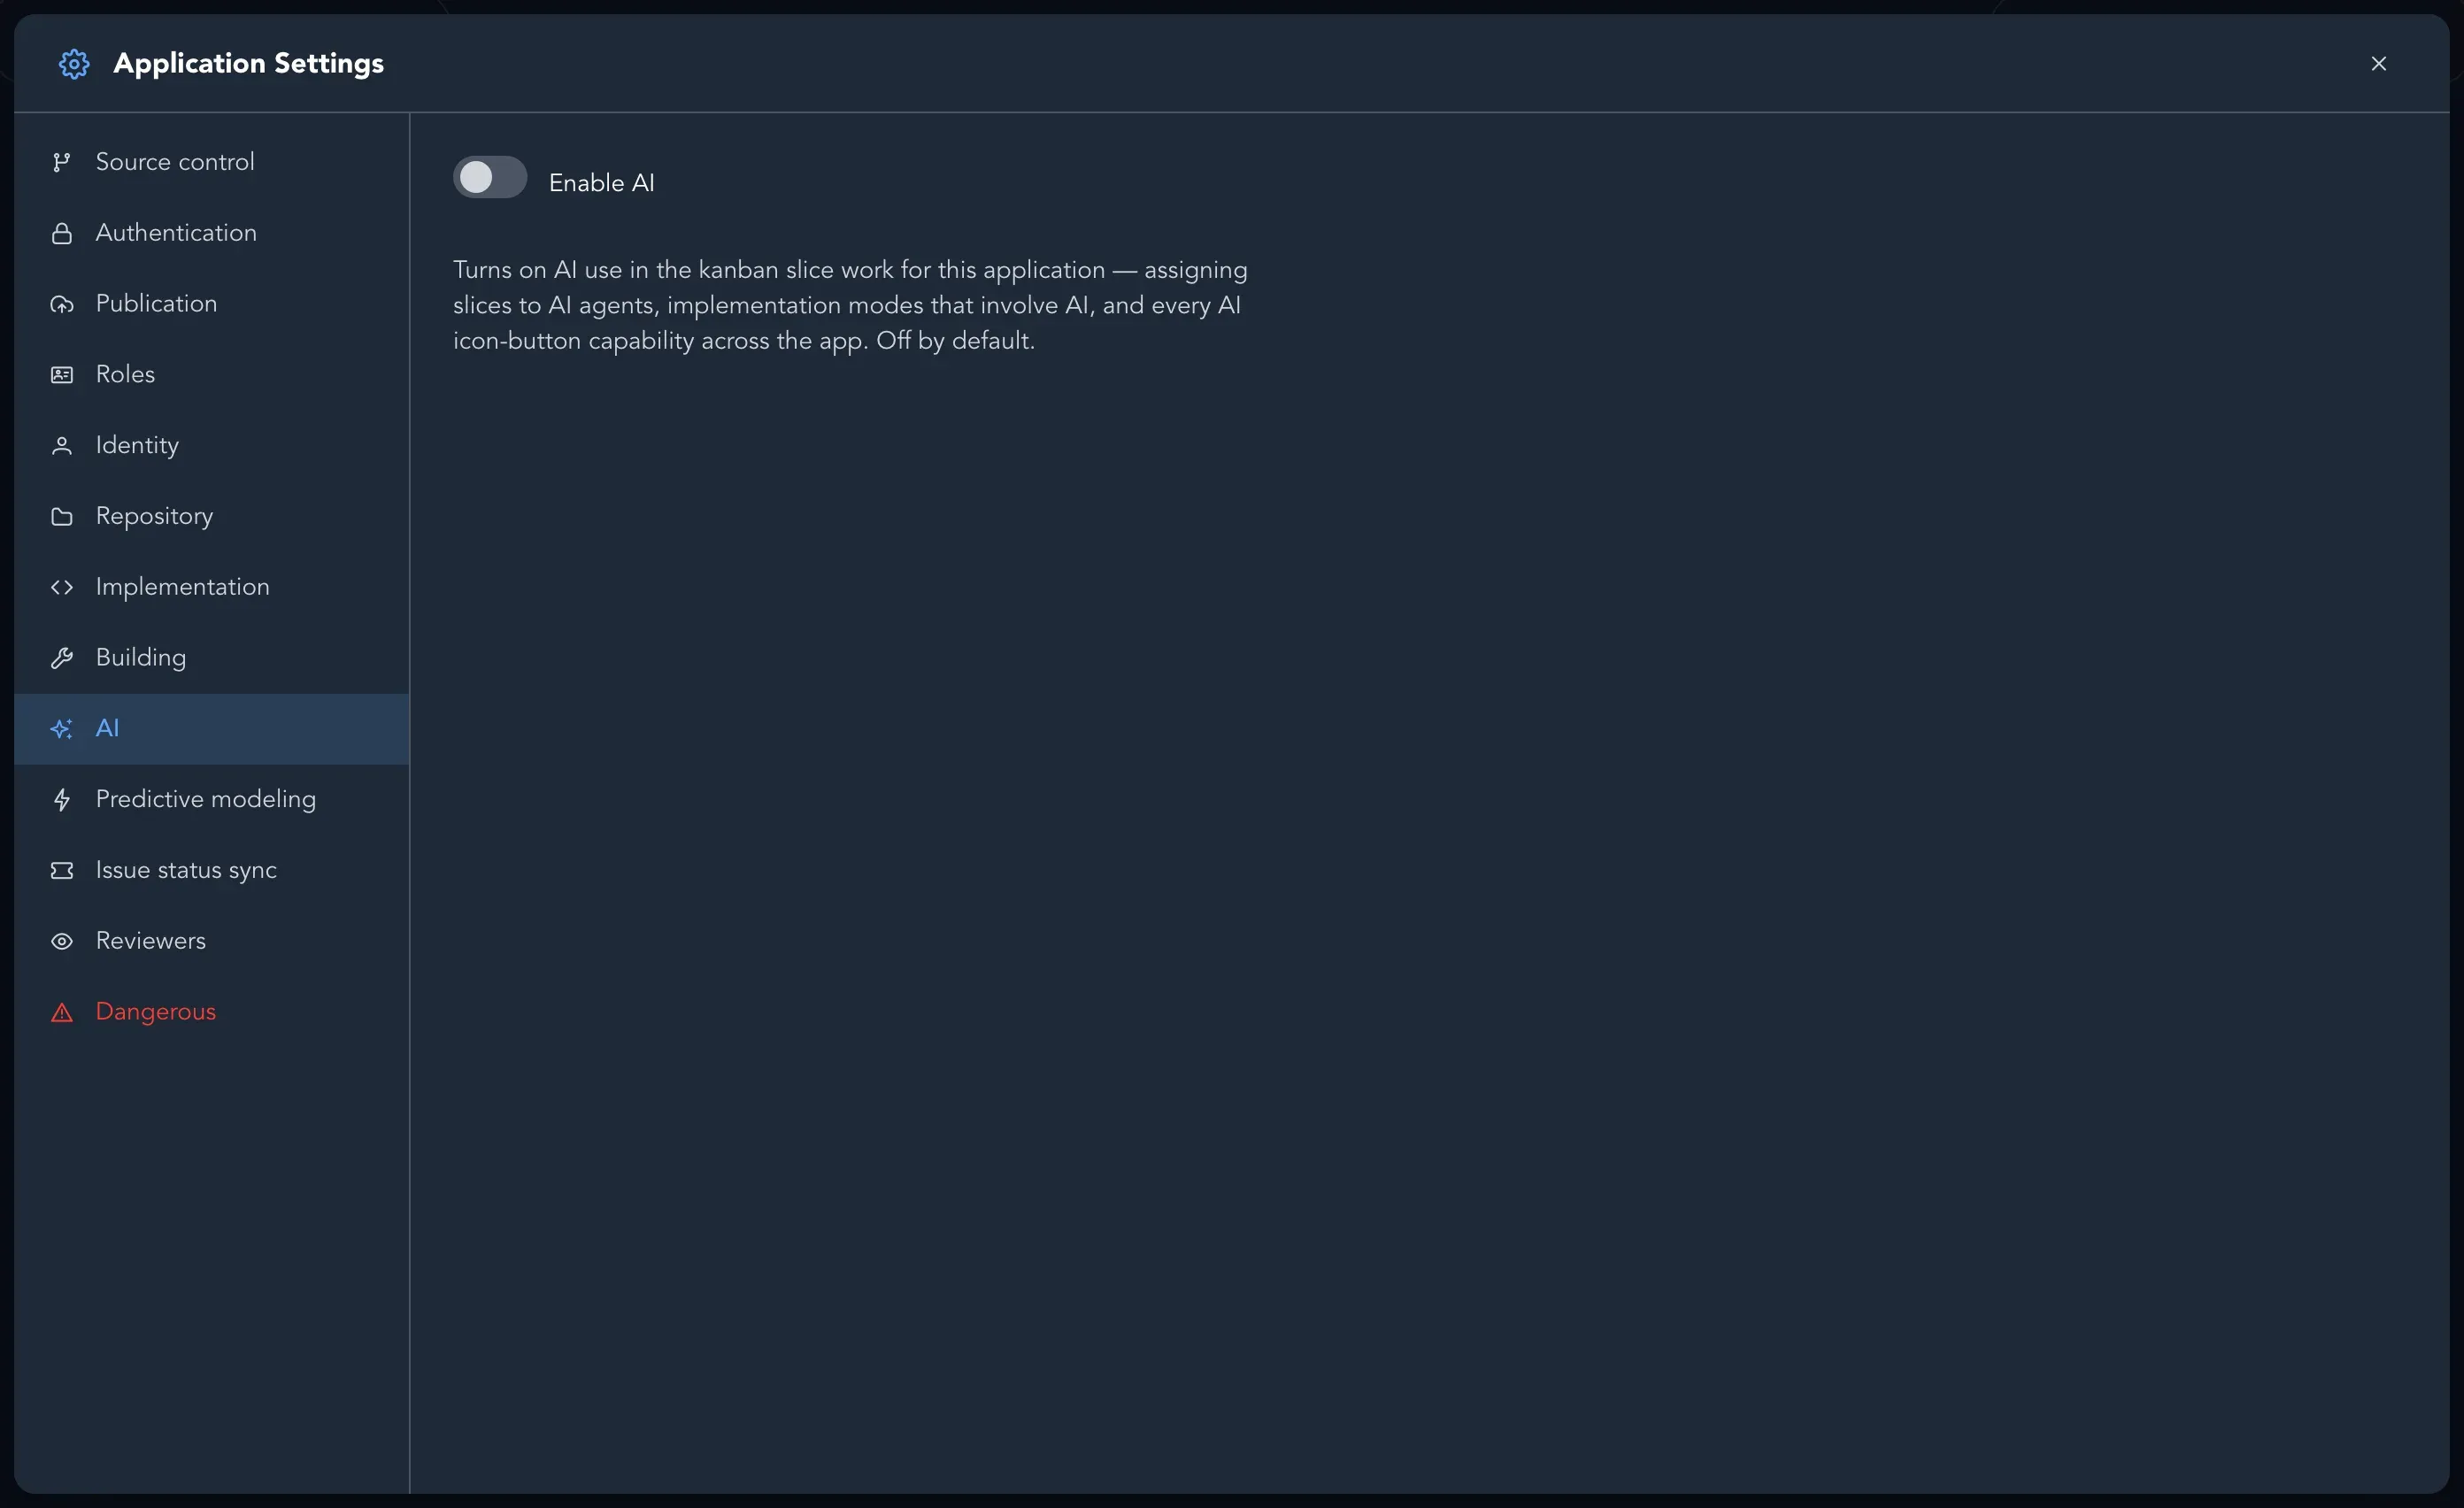 Application Settings
Source control
Authentication
Publication
Roles
Identity
Repository
Implementation
Building
AI
Predictive modeling
Issue status sync
Reviewers
Dangerous
Enable AI
Turns on AI use in the kanban slice work for this application — assigning
slices to AI agents, implementation modes that involve AI, and every AI
icon-button capability across the app. Off by default.